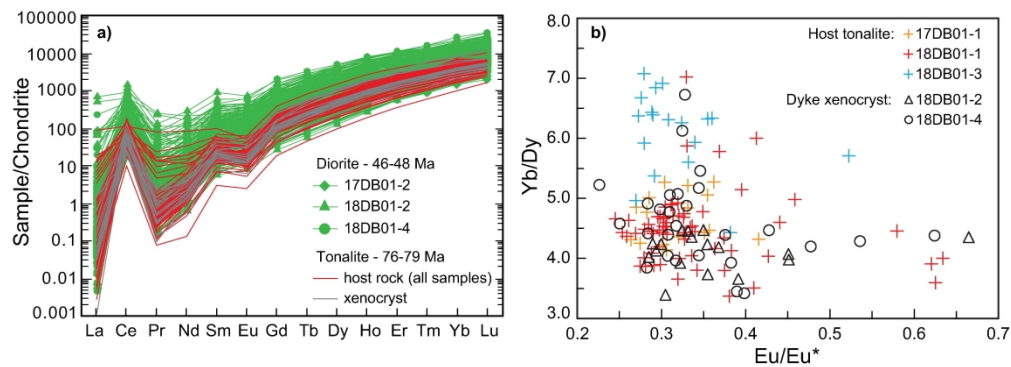 a)
100000
10000
1000
100
10
1
0.1
0.01
0.001
Sample/Chondrite
Diorite - 46-48 Ma
17DB01-2
18DB01-2
18DB01-4
Tonalite - 76-79 Ma
host rock (all samples)
xenocryst
La Ce Pr Nd Sm Eu Gd Tb Dy Ho Er Tm Yb Lu
b)
8.0
7.0
6.0
5.0
4.0
3.0
Yb/Dy
Host tonalite: 17DB01-1
18DB01-1
18DB01-3
Dyke xenocryst: 18DB01-2
18DB01-4
0.2 0.3 0.4 0.5 0.6 0.7
Eu/Eu*